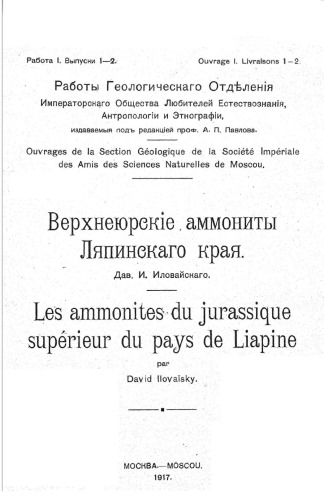 Работа I. Выпуски 1—2.
Ouvrage I. Livraisons 1–2.
Работы Геологическаго Отдѣленія
Императорскаго Общества Любителей Естествознанія,
Антропологіи и Этнографіи,
издаваемыя подъ редакціей проф. А. П. Павлова.
Ouvrages de la Section Géologique de la Société Impériale
des Amis des Sciences Naturelles de Moscou.
Верхнеюрскіе аммониты
Ляпинскаго края.
Дав. И. Иловайскаго.
Les ammonites du jurassique
supérieur du pays de Liapine
par
David Ilovaïsky.
МОСКВА.—MOSCOU.
1917.